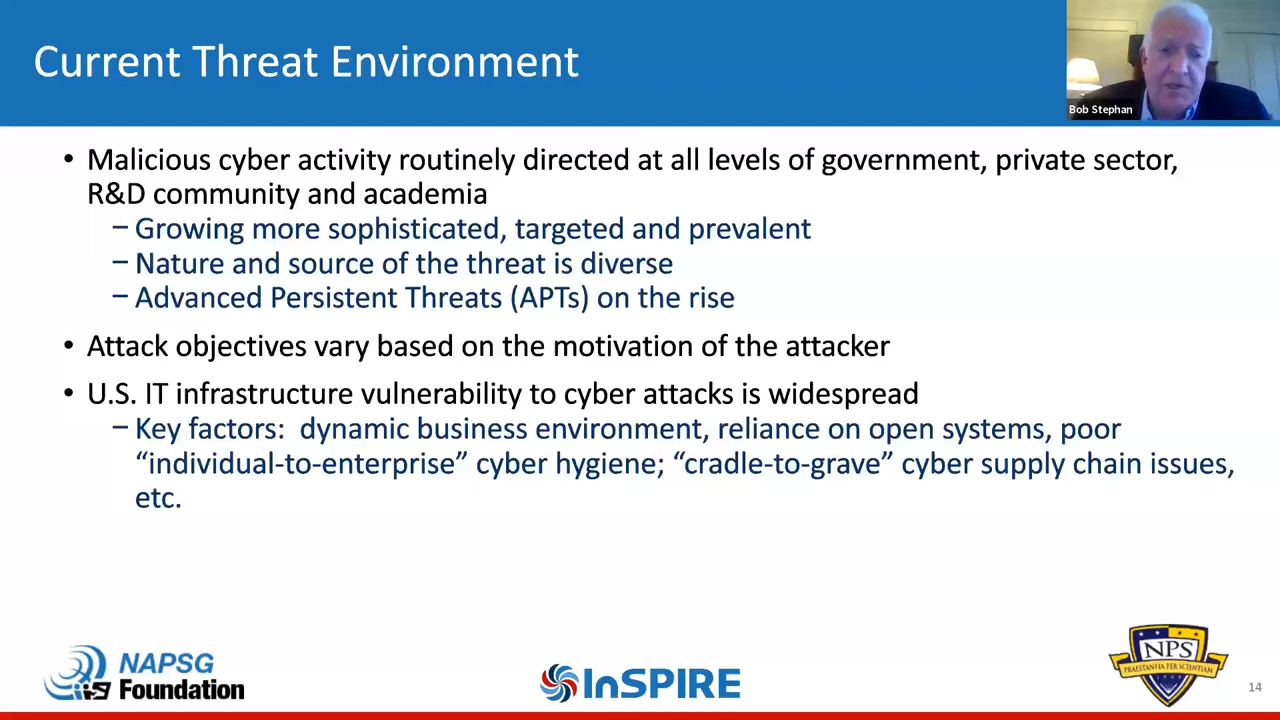 Current Threat Environment
Bob Stephan
• Malicious cyber activity routinely directed at all levels of government, private sector,
R&D community and academia
– Growing more sophisticated, targeted and prevalent
– Nature and source of the threat is diverse
– Advanced Persistent Threats (APTs) on the rise
• Attack objectives vary based on the motivation of the attacker
• U.S. IT infrastructure vulnerability to cyber attacks is widespread
– Key factors:  dynamic business environment, reliance on open systems, poor
“individual-to-enterprise” cyber hygiene; “cradle-to-grave” cyber supply chain issues,
etc.
NAPSG
Foundation
InSPIRE
NPS
PRAESTANTIA PER SCIENTIAM
14